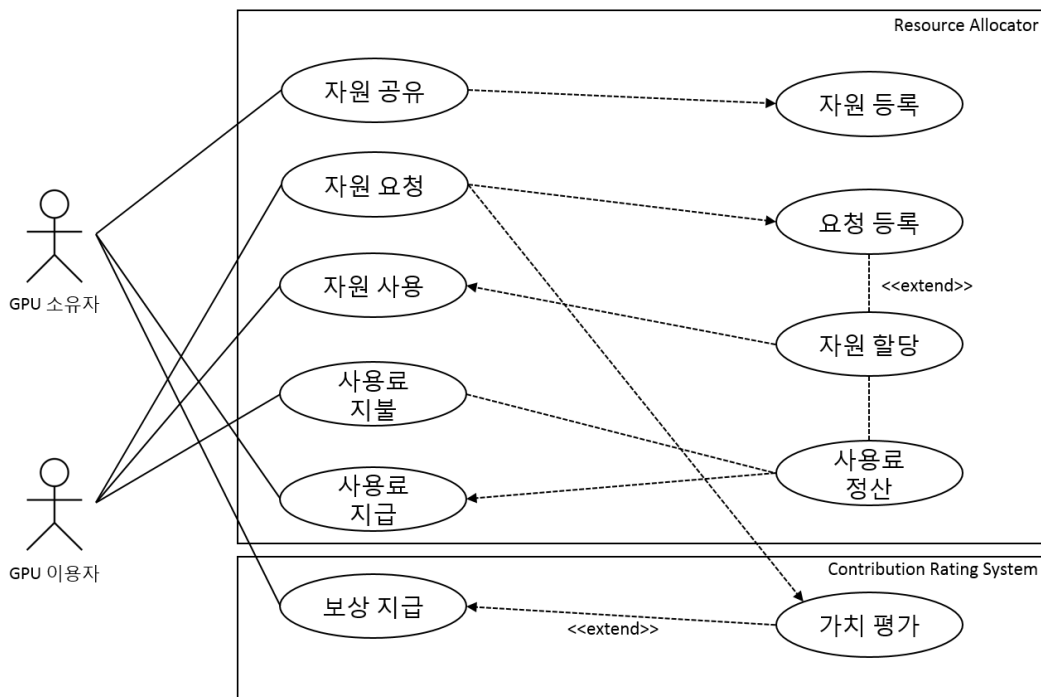 Resource Allocator
자원 공유
자원 등록
자원 요청
요청 등록
GPU 소유자
자원 사용
<<extend>>
자원 할당
사용료
지불
사용료
정산
사용료
지급
GPU 이용자
Contribution Rating System
보상 지급
<<extend>>
가치 평가